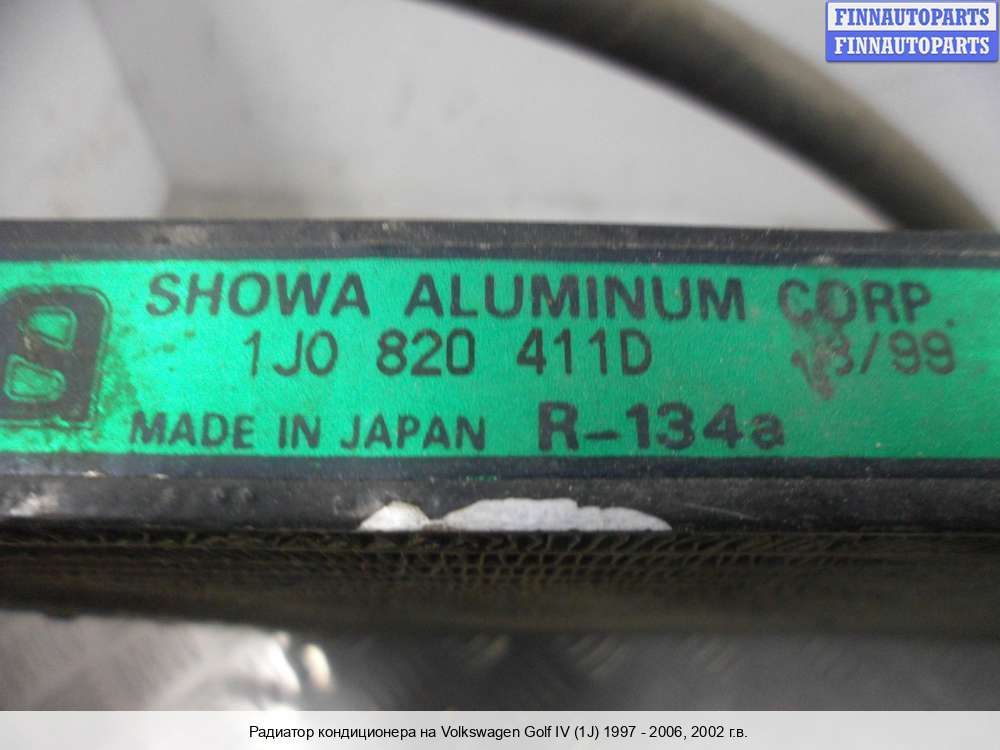 FINNAUTOPARTS
FINNAUTOPARTS
SHOWA ALUMINUM CORP.
1J0 820 411D
MADE IN JAPAN R-134a
Радиатор кондиционера на Volkswagen Golf IV (1J) 1997 - 2006, 2002 г.в.